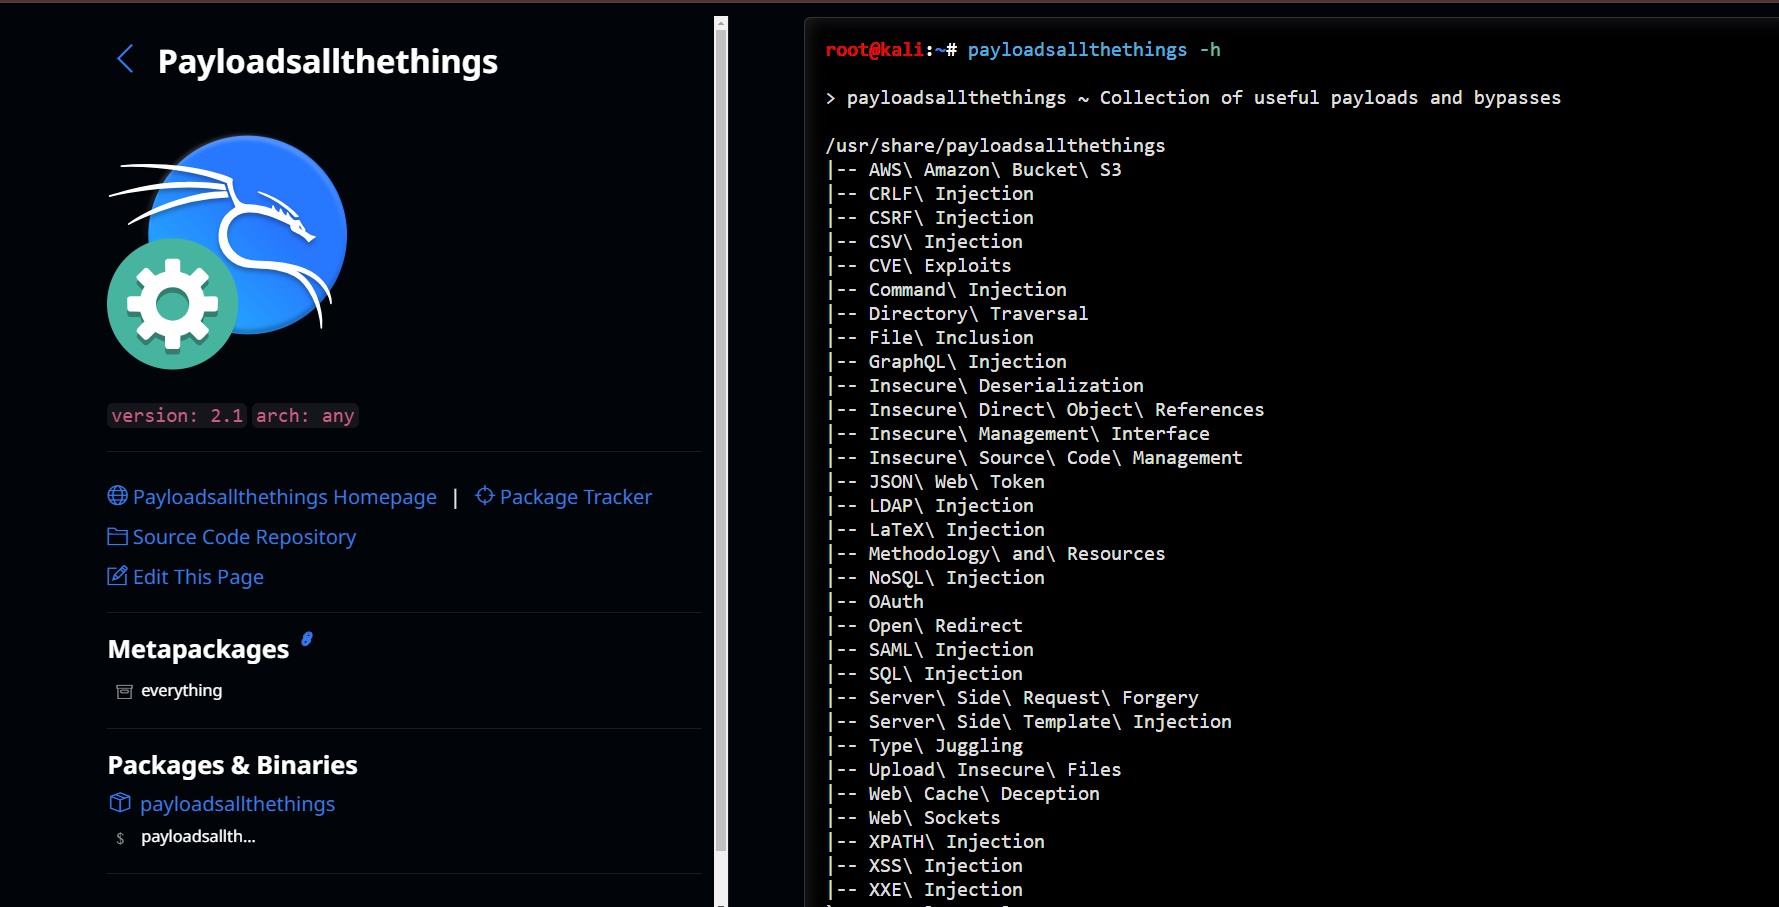 Payloadsallthethings
version: 2.1 arch: any
Payloadsallthethings Homepage | Package Tracker
Source Code Repository
Edit This Page
Metapackages
everything
Packages & Binaries
payloadsallthethings
$ payloadsallth...
root@kali:~# payloadsallthethings -h
> payloadsallthethings ~ Collection of useful payloads and bypasses
/usr/share/payloadsallthethings
|-- AWS\ Amazon\ Bucket\ S3
|-- CRLF\ Injection
|-- CSRF\ Injection
|-- CSV\ Injection
|-- CVE\ Exploits
|-- Command\ Injection
|-- Directory\ Traversal
|-- File\ Inclusion
|-- GraphQL\ Injection
|-- Insecure\ Deserialization
|-- Insecure\ Direct\ Object\ References
|-- Insecure\ Management\ Interface
|-- Insecure\ Source\ Code\ Management
|-- JSON\ Web\ Token
|-- LDAP\ Injection
|-- LaTeX\ Injection
|-- Methodology\ and\ Resources
|-- NoSQL\ Injection
|-- OAuth
|-- Open\ Redirect
|-- SAML\ Injection
|-- SQL\ Injection
|-- Server\ Side\ Request\ Forgery
|-- Server\ Side\ Template\ Injection
|-- Type\ Juggling
|-- Upload\ Insecure\ Files
|-- Web\ Cache\ Deception
|-- Web\ Sockets
|-- XPATH\ Injection
|-- XSS\ Injection
|-- XXE\ Injection